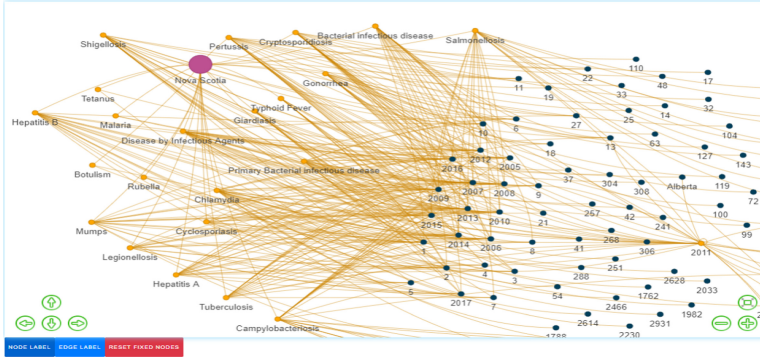 110
22
17
Bacterial infectious disease
Shigellosis
Pertussis
Cryptosporidiosis
Salmonellosis
Nova Scotia
Gonorrhea
11
19
33
48
Tetanus
Typhoid Fever
32
Hepatitis B
Malaria
Giardiasis
10
6
27
25
14
104
Disease by Infectious Agents
18
13
63
127
143
Botulism
Primary Bacterial infectious disease
2016
2012
2005
37
304
308
Alberta
119
72
Rubella
Chlamydia
2009
2007
2008
9
257
42
241
100
99
Mumps
Cyclosporiasis
2015
2013
2010
21
268
306
2011
Legionellosis
1
2014
2006
8
41
251
Hepatitis A
2
4
3
288
2628
2033
Tuberculosis
5
2017
7
54
2466
1762
1982
Campylobacteriosis
1788
2614
2230
2931
NODE LABEL
EDGE LABEL
RESET FIXED NODES